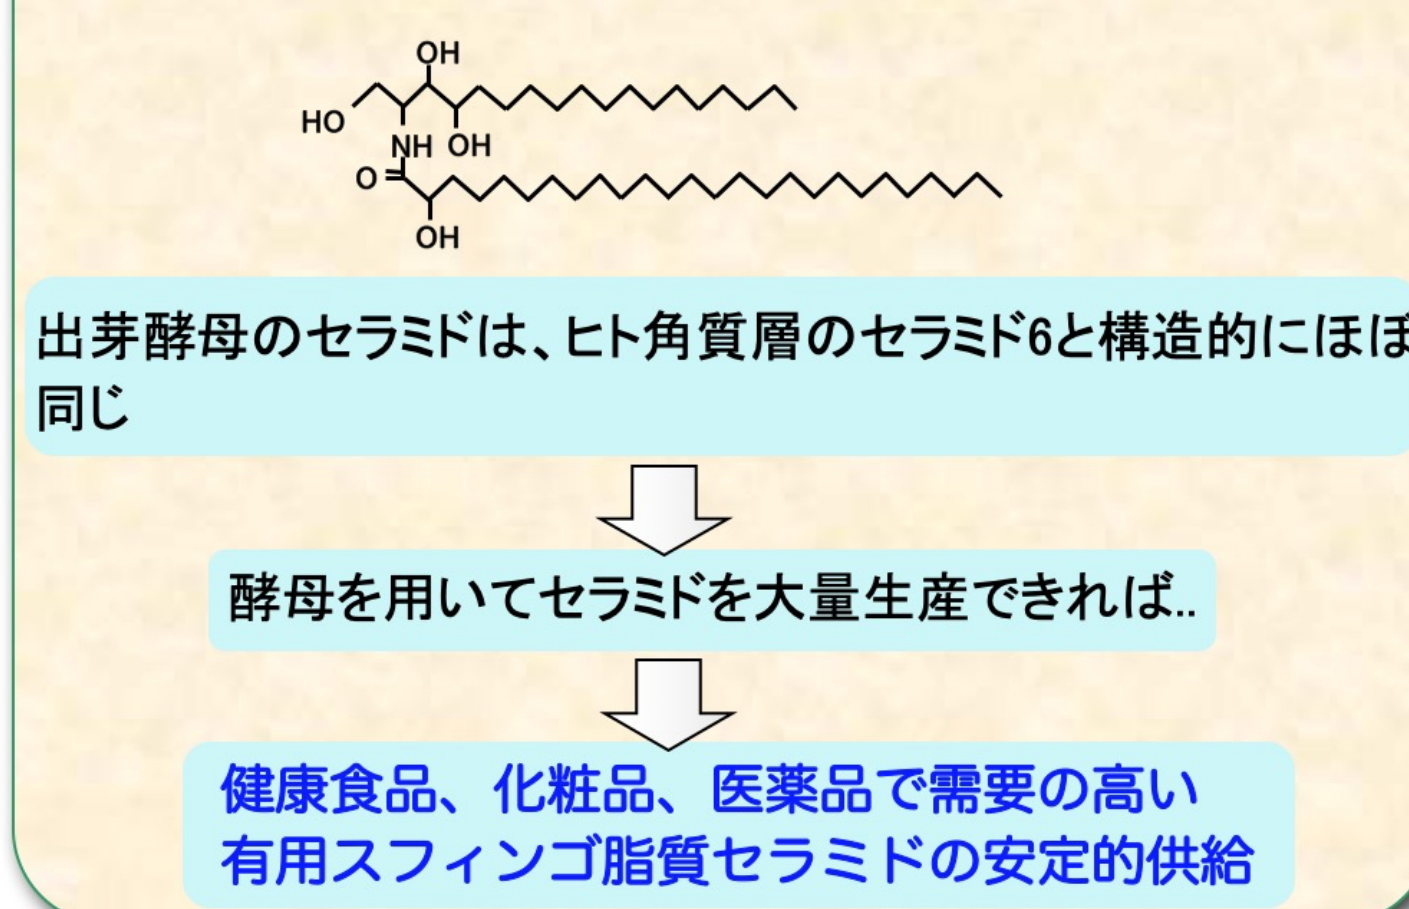 OH
HO
NH OH
O
OH
出芽酵母のセラミドは、ヒト角質層のセラミド6と構造的にほぼ
同じ
酵母を用いてセラミドを大量生産できれば..
健康食品、化粧品、医薬品で需要の高い
有用スフィンゴ脂質セラミドの安定的供給